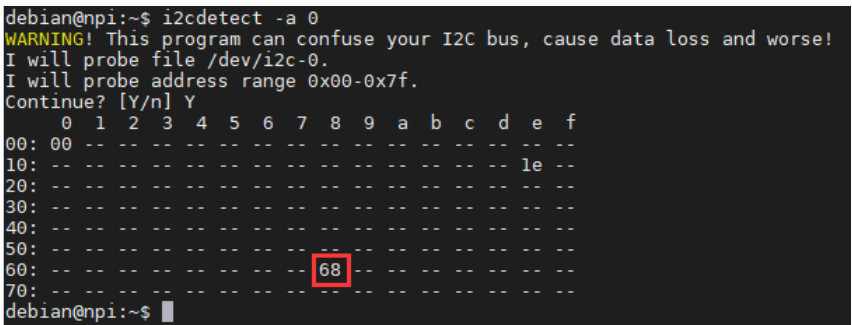 debian@npi:~$ i2cdetect -a 0
WARNING! This program can confuse your I2C bus, cause data loss and worse!
I will probe file /dev/i2c-0.
I will probe address range 0x00-0x7f.
Continue? [Y/n] Y
     0  1  2  3  4  5  6  7  8  9  a  b  c  d  e  f
00: 00 -- -- -- -- -- -- -- -- -- -- -- -- -- -- --
10: -- -- -- -- -- -- -- -- -- -- -- -- -- -- 1e --
20: -- -- -- -- -- -- -- -- -- -- -- -- -- -- -- --
30: -- -- -- -- -- -- -- -- -- -- -- -- -- -- -- --
40: -- -- -- -- -- -- -- -- -- -- -- -- -- -- -- --
50: -- -- -- -- -- -- -- -- -- -- -- -- -- -- -- --
60: -- -- -- -- -- -- -- -- 68 -- -- -- -- -- -- --
70: -- -- -- -- -- -- -- -- -- -- -- -- -- -- -- --
debian@npi:~$